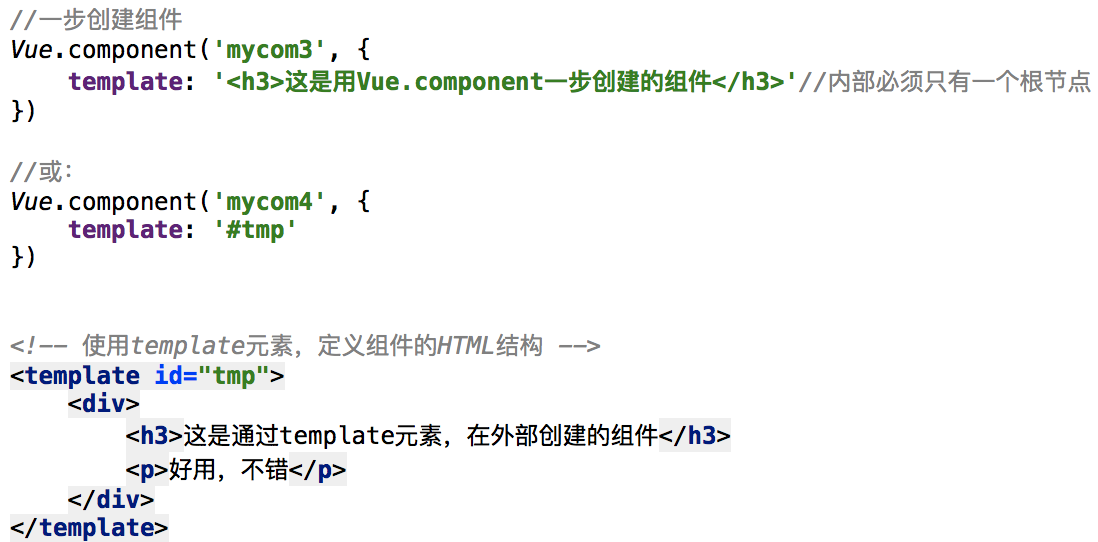 //一步创建组件
Vue.component('mycom3', {
    template: '<h3>这是用Vue.component一步创建的组件</h3>'//内部必须只有一个根节点
})

//或：
Vue.component('mycom4', {
    template: '#tmp'
})

<!-- 使用template元素，定义组件的HTML结构 -->
<template id="tmp">
    <div>
        <h3>这是通过template元素，在外部创建的组件</h3>
        <p>好用，不错</p>
    </div>
</template>